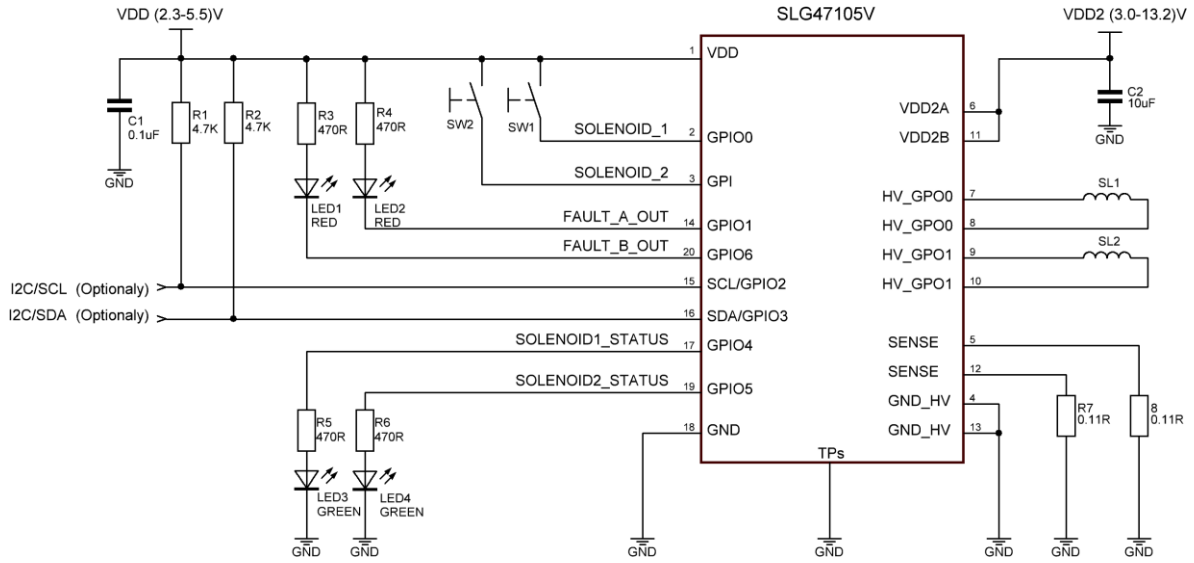 VDD (2.3-5.5)V
SLG47105V
VDD2 (3.0-13.2)V
1 VDD
C1
0.1uF
GND
R1
4.7K
R2
4.7K
R3
470R
R4
470R
SW2
SW1
SOLENOID_1 2 GPIO0
SOLENOID_2 3 GPI
LED1
RED
LED2
RED
FAULT_A_OUT 14 GPIO1
FAULT_B_OUT 20 GPIO6
I2C/SCL (Optionaly) 15 SCL/GPIO2
I2C/SDA (Optionaly) 16 SDA/GPIO3
SOLENOID1_STATUS 17 GPIO4
SOLENOID2_STATUS 19 GPIO5
18 GND
R5
470R
R6
470R
LED3
GREEN
LED4
GREEN
GND
GND
GND
VDD2A 6
VDD2B 11
C2
10uF
GND
HV_GPO0 7 SL1
HV_GPO0 8
HV_GPO1 9 SL2
HV_GPO1 10
SENSE 5
SENSE 12
GND_HV 4
GND_HV 13
R7
0.11R
8
0.11R
TPs
GND
GND
GND
GND